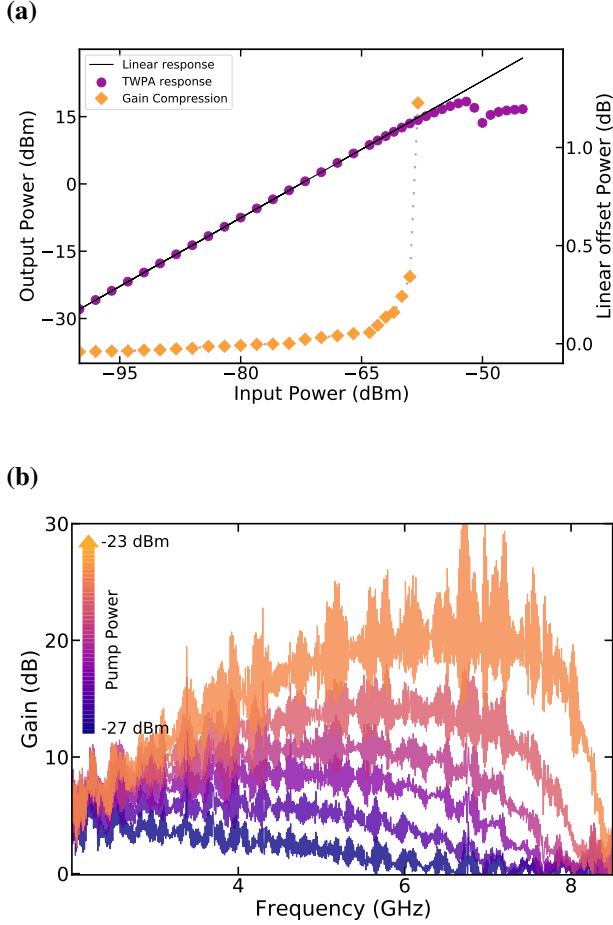 (a)
Linear response
TWPA response
Gain Compression
15
0
−15
−30
Output Power (dBm)
1.0
0.5
0.0
Linear offset Power (dB)
−95
−80
−65
−50
Input Power (dBm)
(b)
30
20
10
0
Gain (dB)
-23 dBm
Pump Power
-27 dBm
4
6
8
Frequency (GHz)